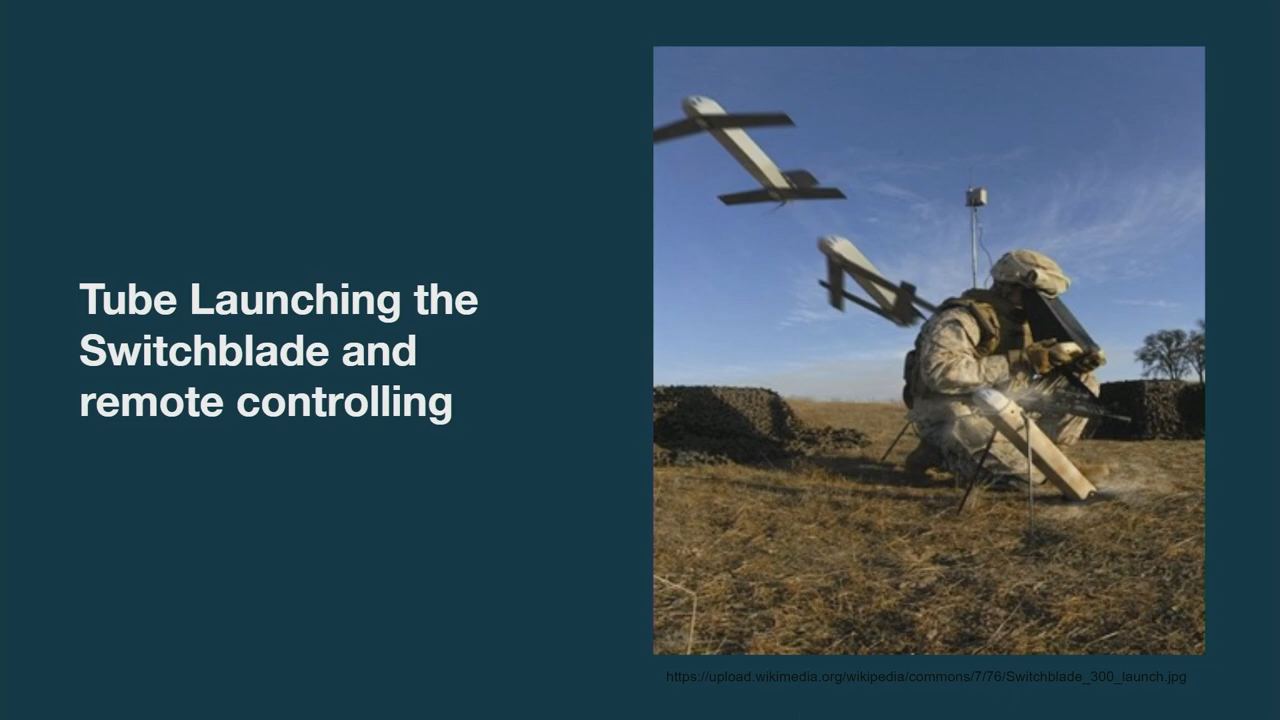 Tube Launching the
Switchblade and
remote controlling
https://upload.wikimedia.org/wikipedia/commons/7/76/Switchblade_300_launch.jpg